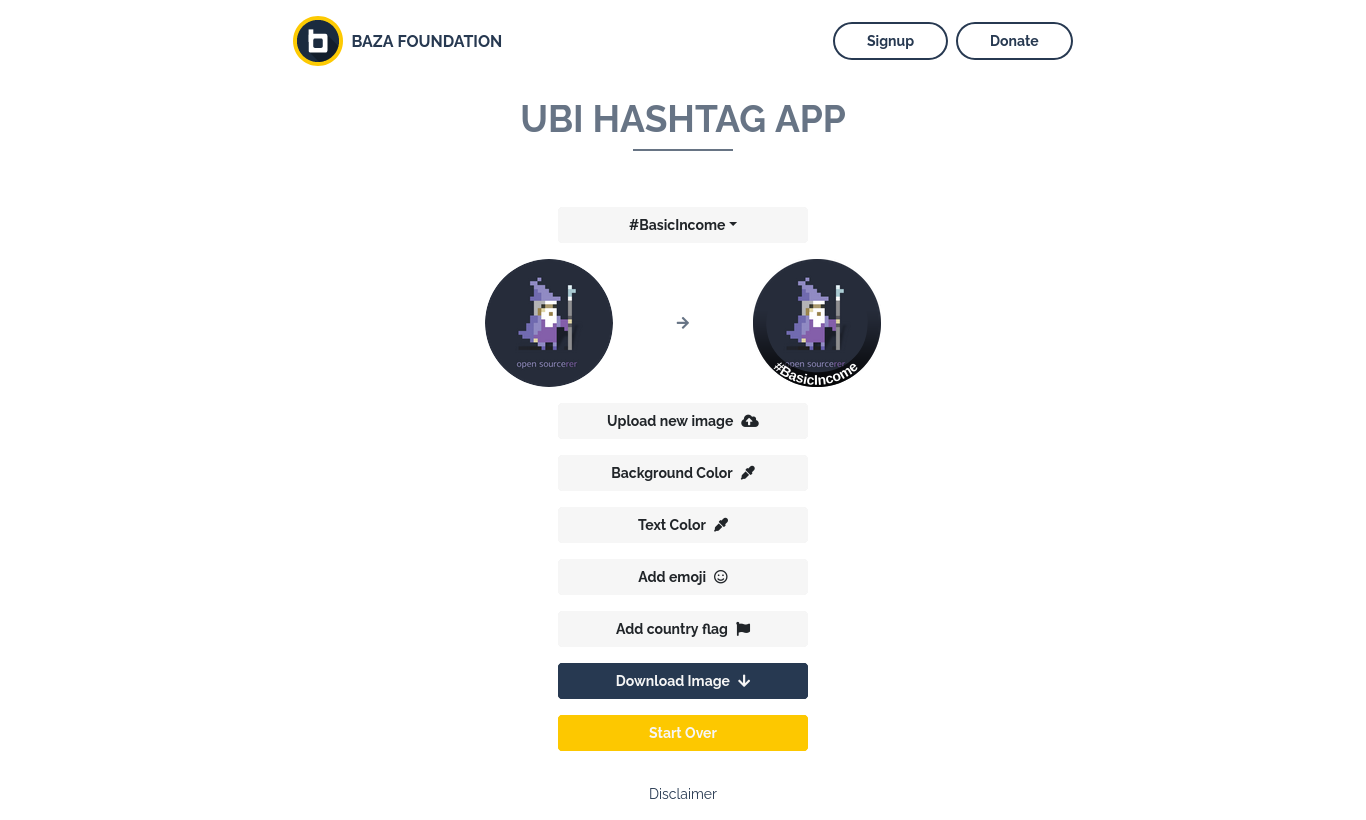 b BAZA FOUNDATION Signup Donate
UBI HASHTAG APP
#BasicIncome
open sourcerer
open sourcerer
#BasicIncome
Upload new image
Background Color
Text Color
Add emoji
Add country flag
Download Image
Start Over
Disclaimer